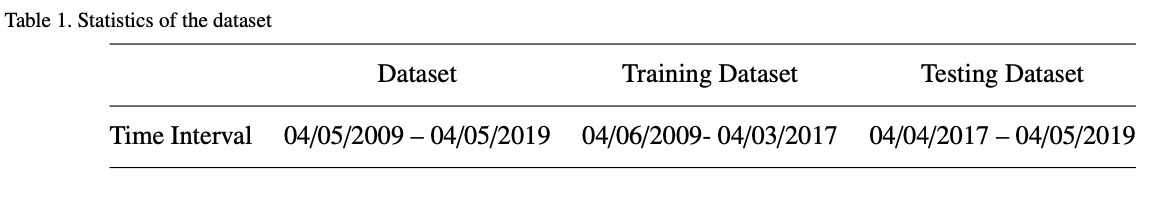 Table 1. Statistics of the dataset
Dataset Training Dataset Testing Dataset
Time Interval 04/05/2009 – 04/05/2019 04/06/2009- 04/03/2017 04/04/2017 – 04/05/2019